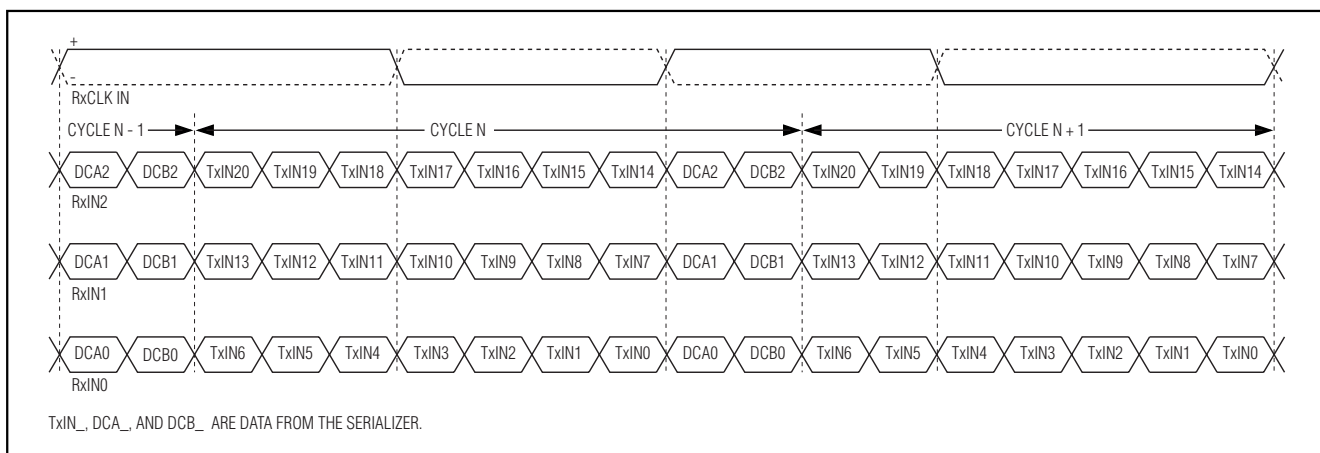 +
-
RxCLK IN
CYCLE N - 1 CYCLE N CYCLE N + 1
DCA2 DCB2 TxIN20 TxIN19 TxIN18 TxIN17 TxIN16 TxIN15 TxIN14 DCA2 DCB2 TxIN20 TxIN19 TxIN18 TxIN17 TxIN16 TxIN15 TxIN14
RxIN2
DCA1 DCB1 TxIN13 TxIN12 TxIN11 TxIN10 TxIN9 TxIN8 TxIN7 DCA1 DCB1 TxIN13 TxIN12 TxIN11 TxIN10 TxIN9 TxIN8 TxIN7
RxIN1
DCA0 DCB0 TxIN6 TxIN5 TxIN4 TxIN3 TxIN2 TxIN1 TxIN0 DCA0 DCB0 TxIN6 TxIN5 TxIN4 TxIN3 TxIN2 TxIN1 TxIN0
RxIN0
TxIN_, DCA_, AND DCB_ ARE DATA FROM THE SERIALIZER.